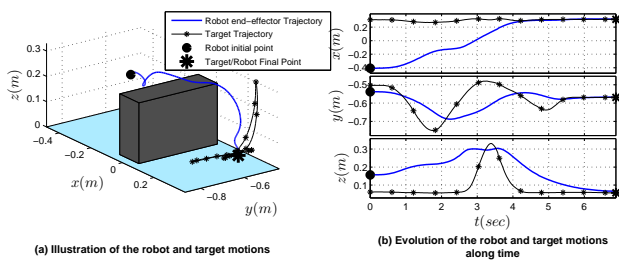 Robot end−effector Trajectory
Target Trajectory
Robot initial point
Target/Robot Final Point
0.3
0.2
0.1
0
z(m)
−0.4
−0.2
0
0.2
x(m)
−0.8
−0.6
y(m)
(a) Illustration of the robot and target motions
0.2
0
−0.2
−0.4
x(m)
−0.5
−0.6
−0.7
y(m)
0.3
0.2
0.1
z(m)
0 1 2 3 4 5 6
t(sec)
(b) Evolution of the robot and target motions
along time